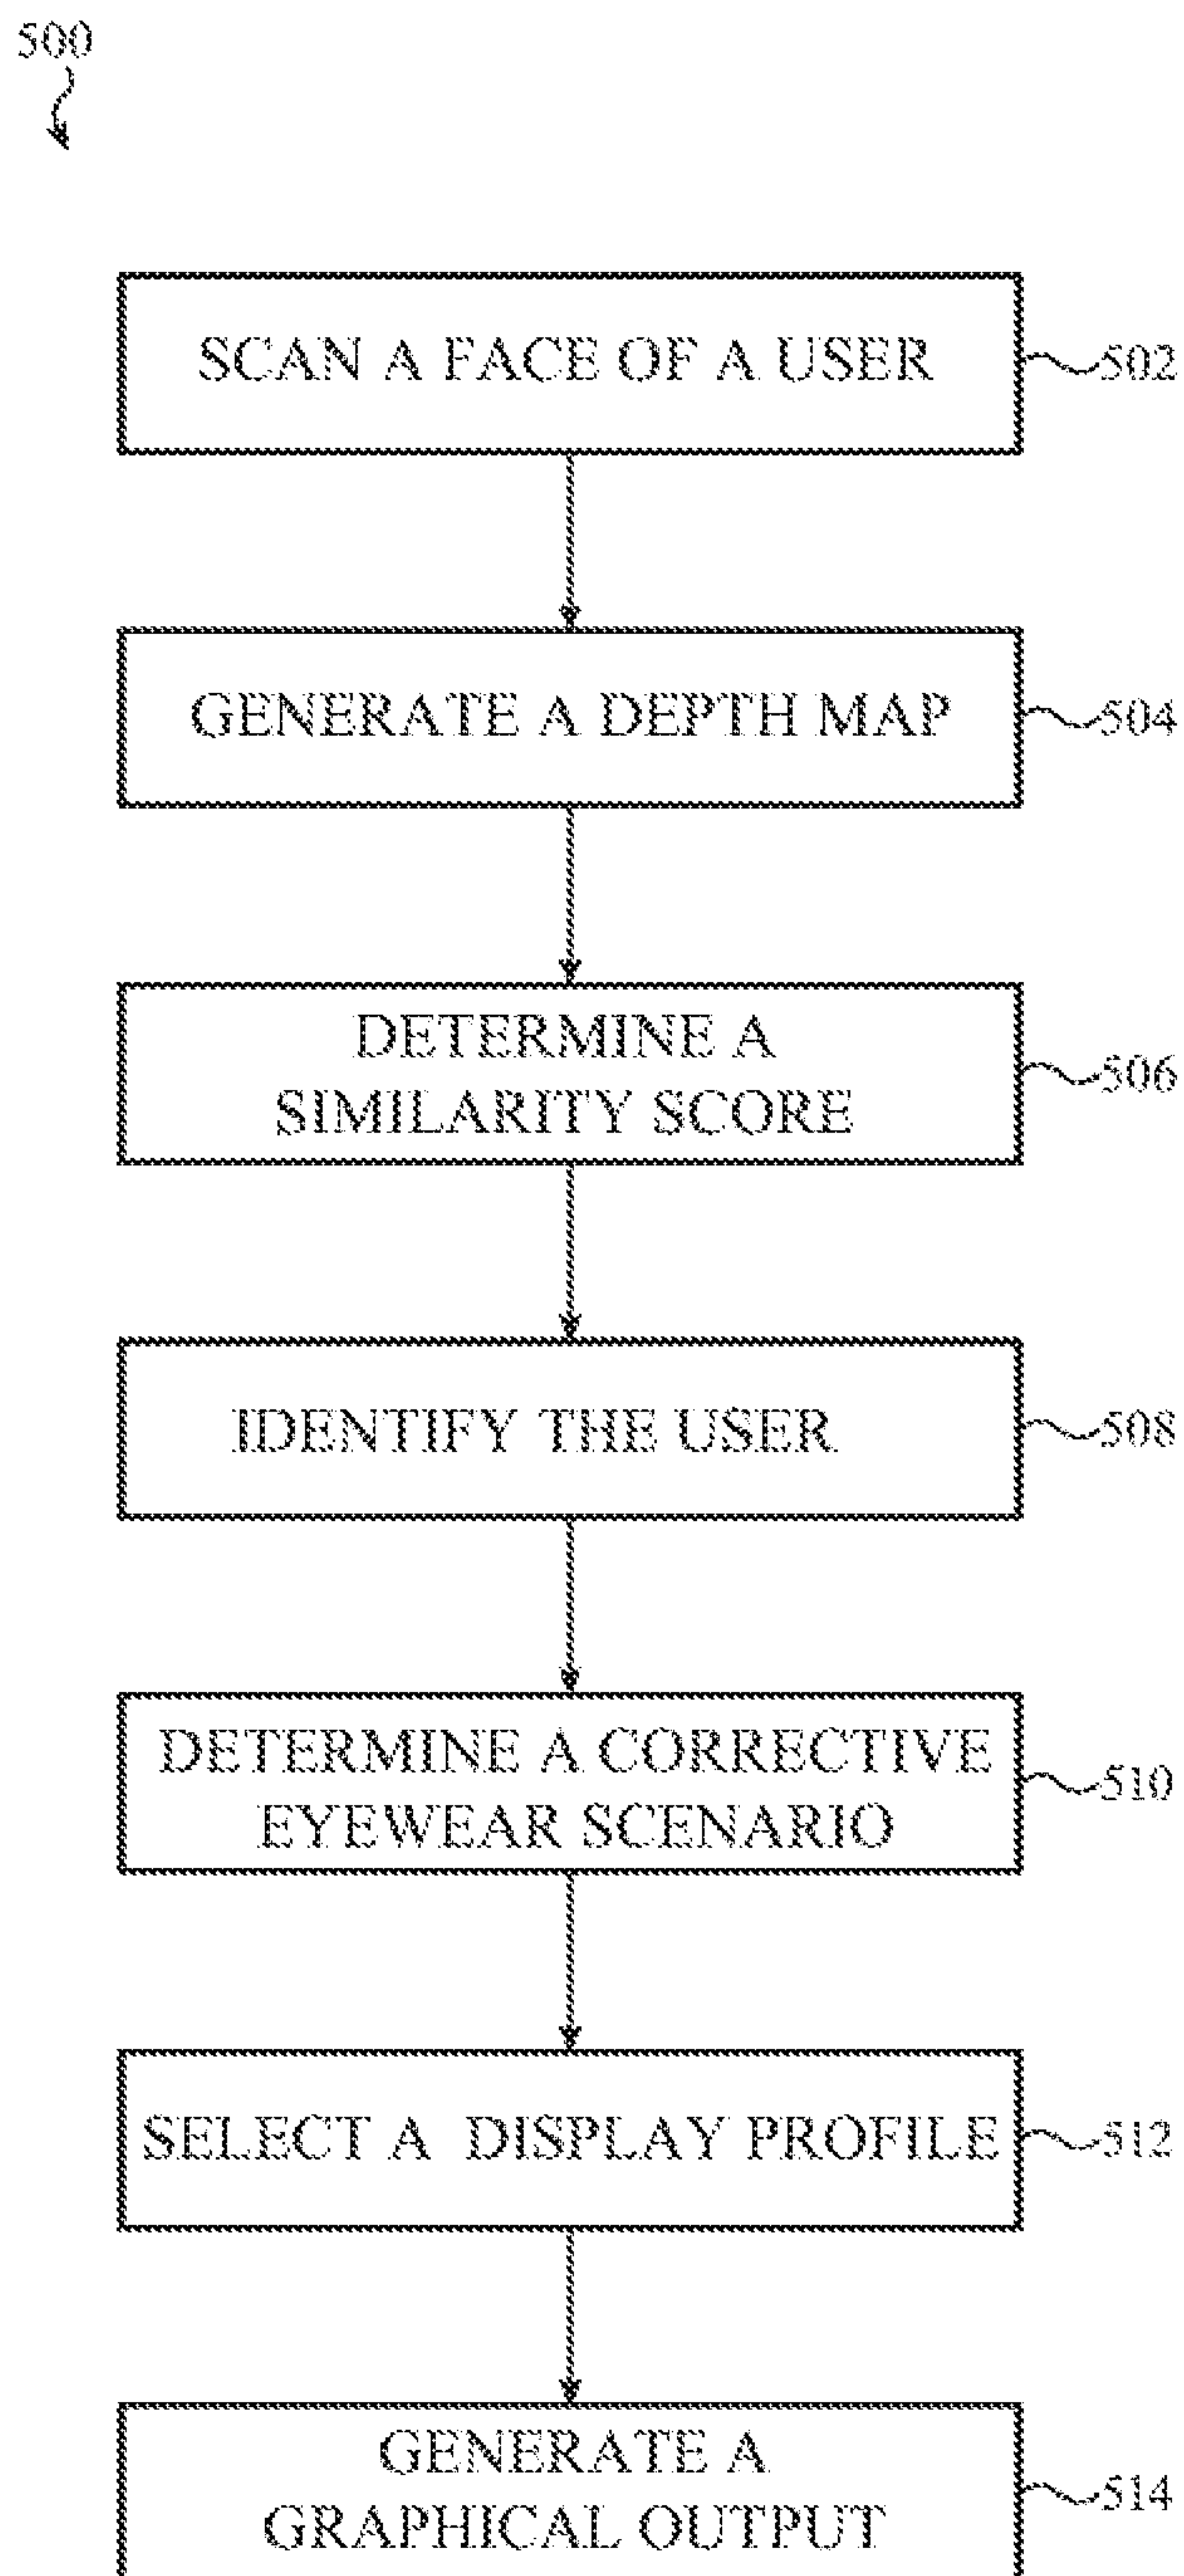 500
SCAN A FACE OF A USER
502
GENERATE A DEPTH MAP
504
DETERMINE A
SIMILARITY SCORE
506
IDENTIFY THE USER
508
DETERMINE A CORRECTIVE
EYEWEAR SCENARIO
510
SELECT A DISPLAY PROFILE
512
GENERATE A
GRAPHICAL OUTPUT
514